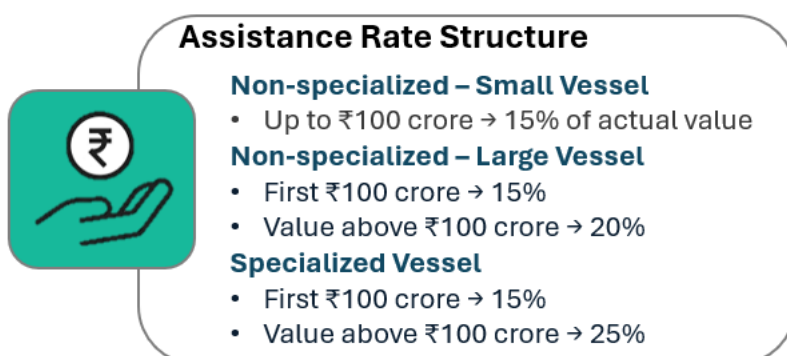 Assistance Rate Structure
Non-specialized – Small Vessel
• Up to ₹100 crore → 15% of actual value
Non-specialized – Large Vessel
• First ₹100 crore → 15%
• Value above ₹100 crore → 20%
Specialized Vessel
• First ₹100 crore → 15%
• Value above ₹100 crore → 25%
₹